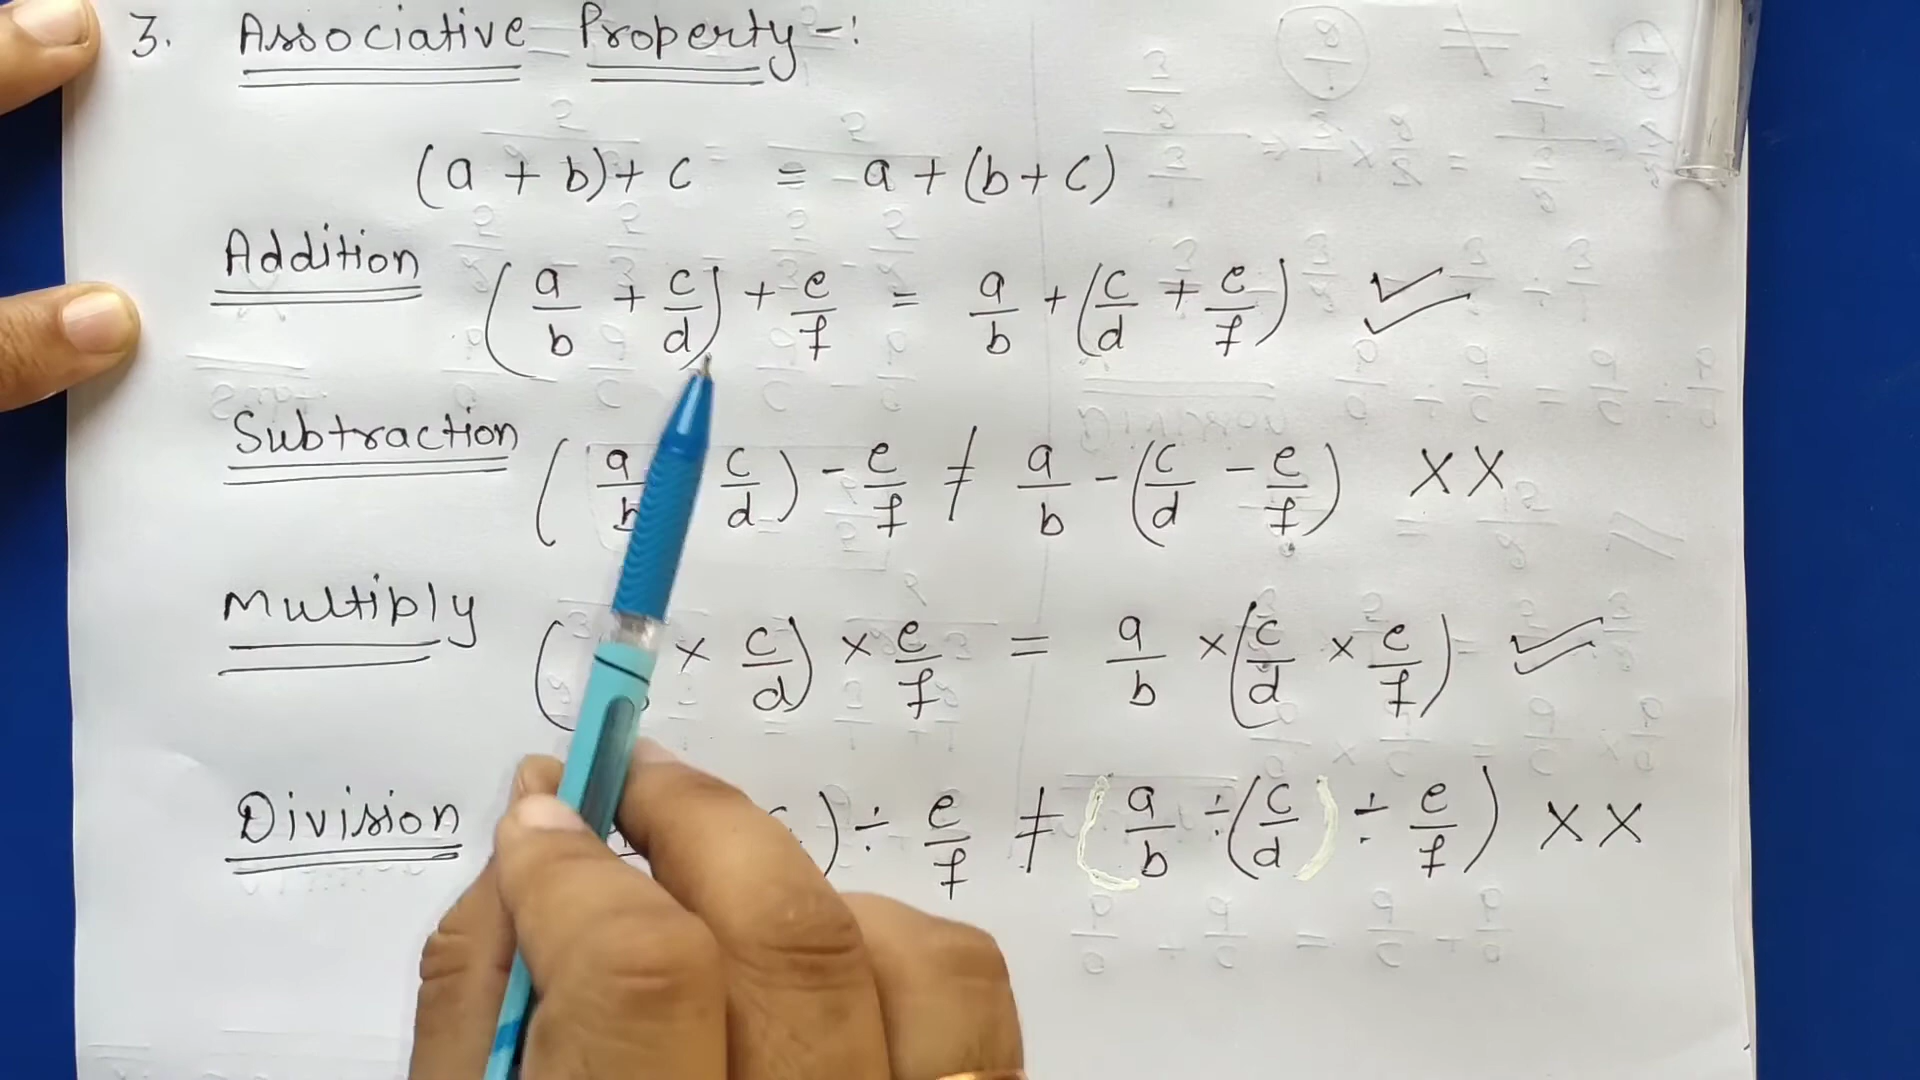 3. Associative Property-:
(a + b) + c = a + (b + c)
Addition (a/b + c/d) + e/f = a/b + (c/d + e/f) ✓
Subtraction (a/b c/d) - e/f ≠ a/b - (c/d - e/f) XX
Multiply ( × c/d) × e/f = a/b × (c/d × e/f) ✓
Division ) ÷ e/f ≠ a/b ÷ (c/d ÷ e/f) XX